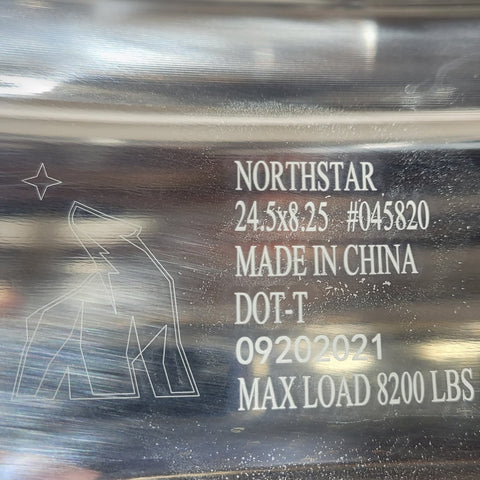 NORTHSTAR
24.5x8.25 #045820
MADE IN CHINA
DOT-T
09202021
MAX LOAD 8200 LBS